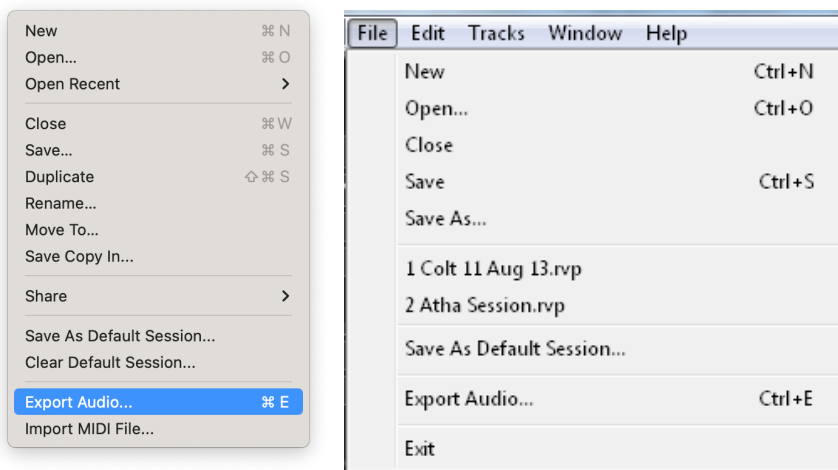 New ⌘ N
Open... ⌘ O
Open Recent
Close ⌘ W
Save... ⌘ S
Duplicate ⇧ ⌘ S
Rename...
Move To...
Save Copy In...
Share
Save As Default Session...
Clear Default Session...
Export Audio... ⌘ E
Import MIDI File...
File Edit Tracks Window Help
New Ctrl+N
Open... Ctrl+O
Close
Save Ctrl+S
Save As...
1 Colt 11 Aug 13.rvp
2 Atha Session.rvp
Save As Default Session...
Export Audio... Ctrl+E
Exit